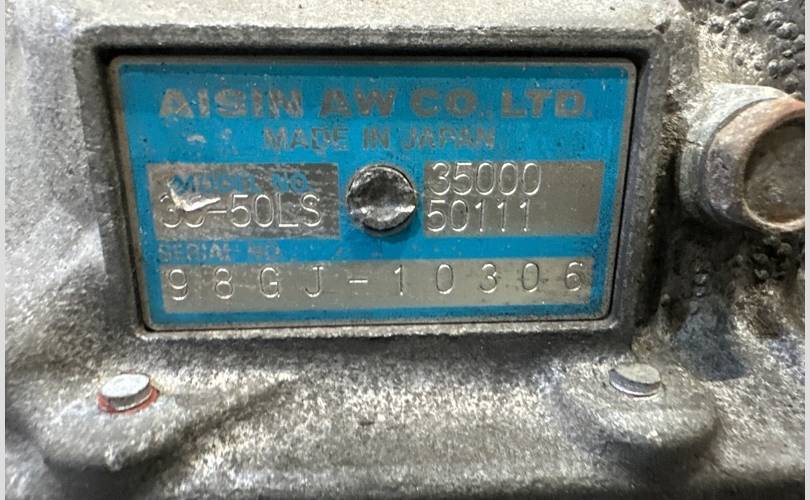 AISIN AW CO., LTD.
MADE IN JAPAN
MODEL NO. 35000
-50LS 50111
SERIAL NO.
98GJ-10306